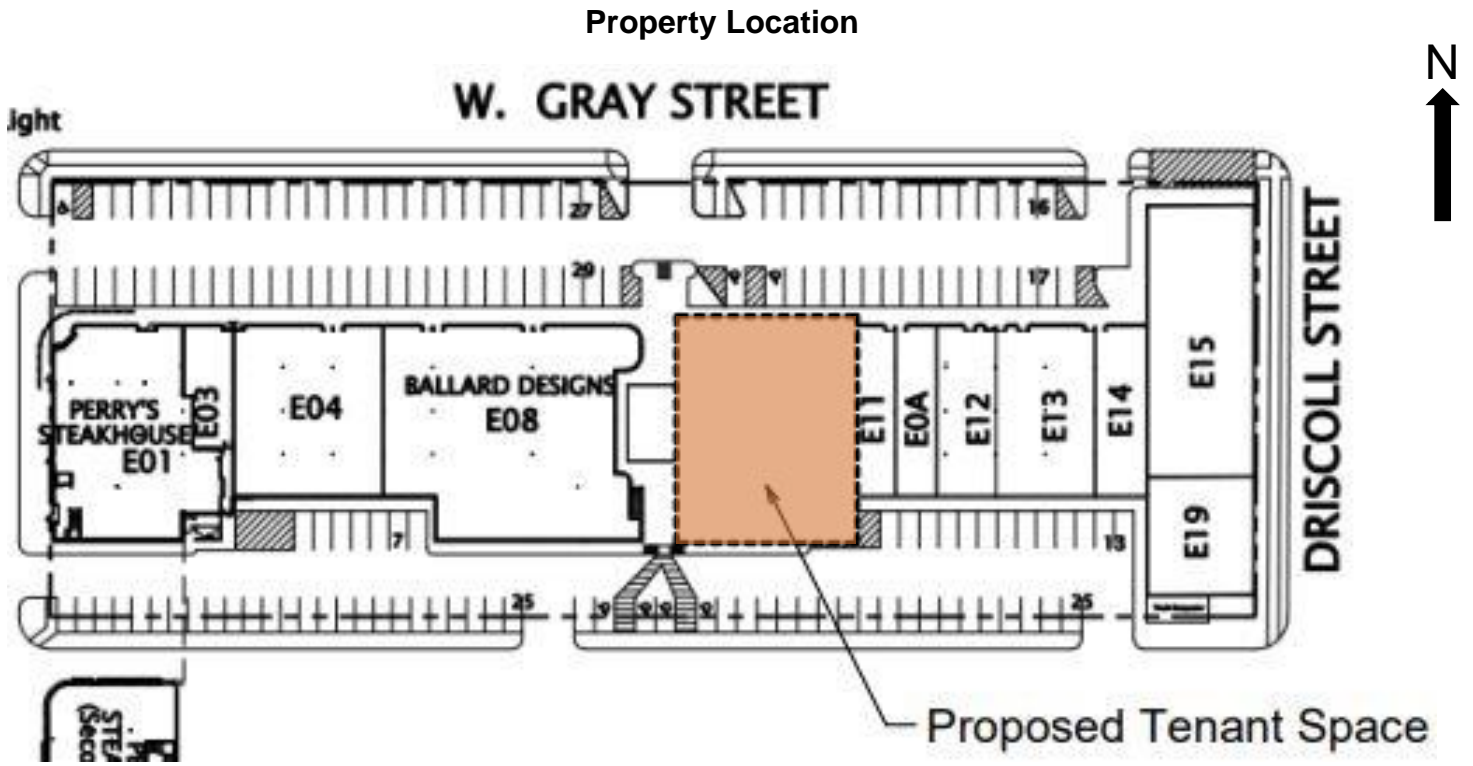 Property Location
N
W. GRAY STREET
27
16
29
17
DRISCOLL STREET
PERRY'S
STEAKHOUSE
E01
E03
E04
BALLARD DESIGNS
E08
E11
E0A
E12
E13
E14
E15
E19
7
13
25
25
Proposed Tenant Space